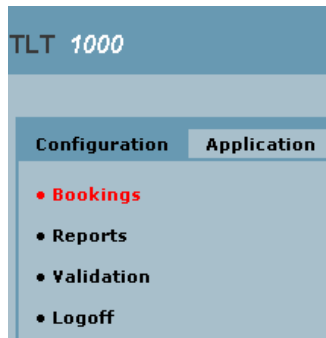 TLT 1000
Configuration Application
• Bookings
• Reports
• Validation
• Logoff